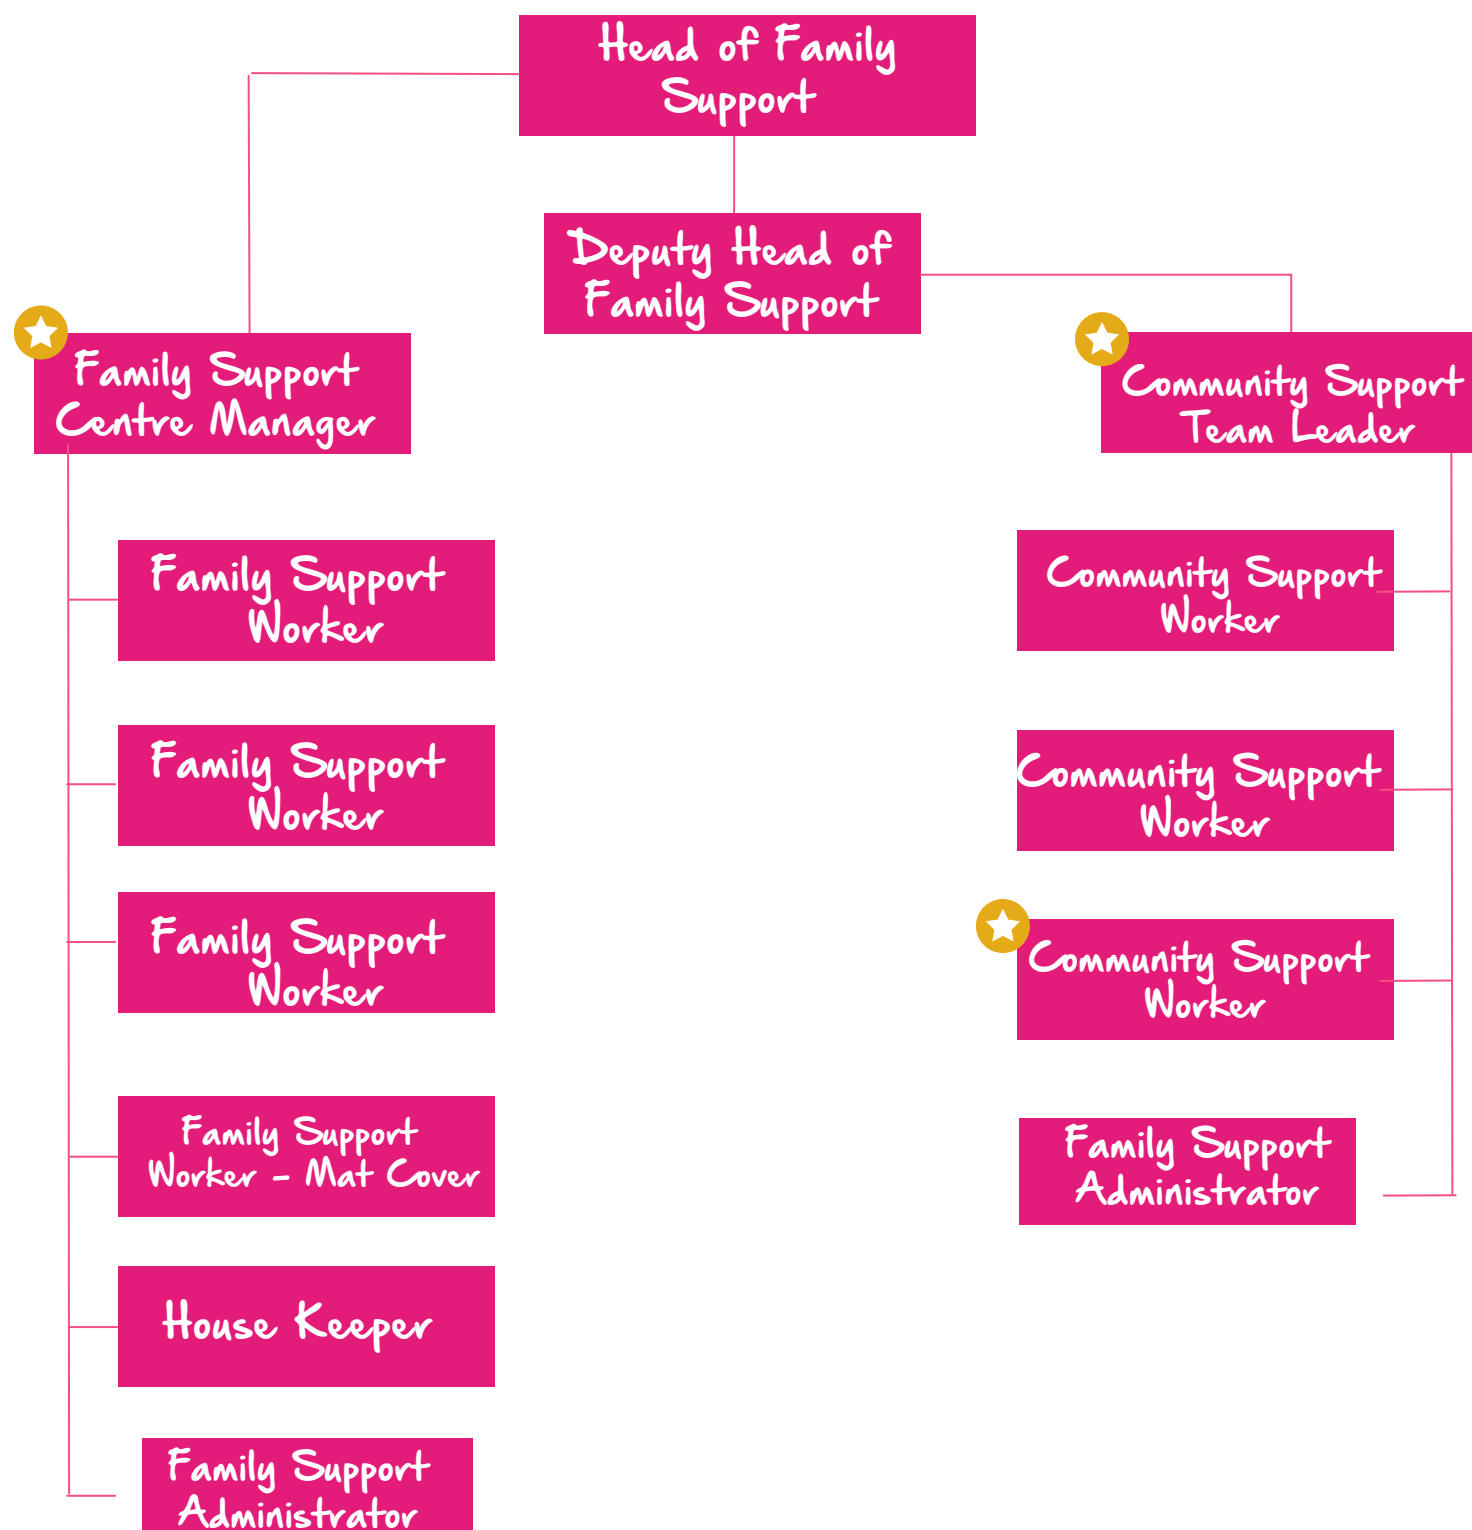 Head of Family
Support
Deputy Head of
Family Support
Family Support
Centre Manager
Community Support
Team Leader
Family Support
Worker
Family Support
Worker
Family Support
Worker
Family Support
Worker - Mat Cover
House Keeper
Family Support
Administrator
Community Support
Worker
Community Support
Worker
Community Support
Worker
Family Support
Administrator